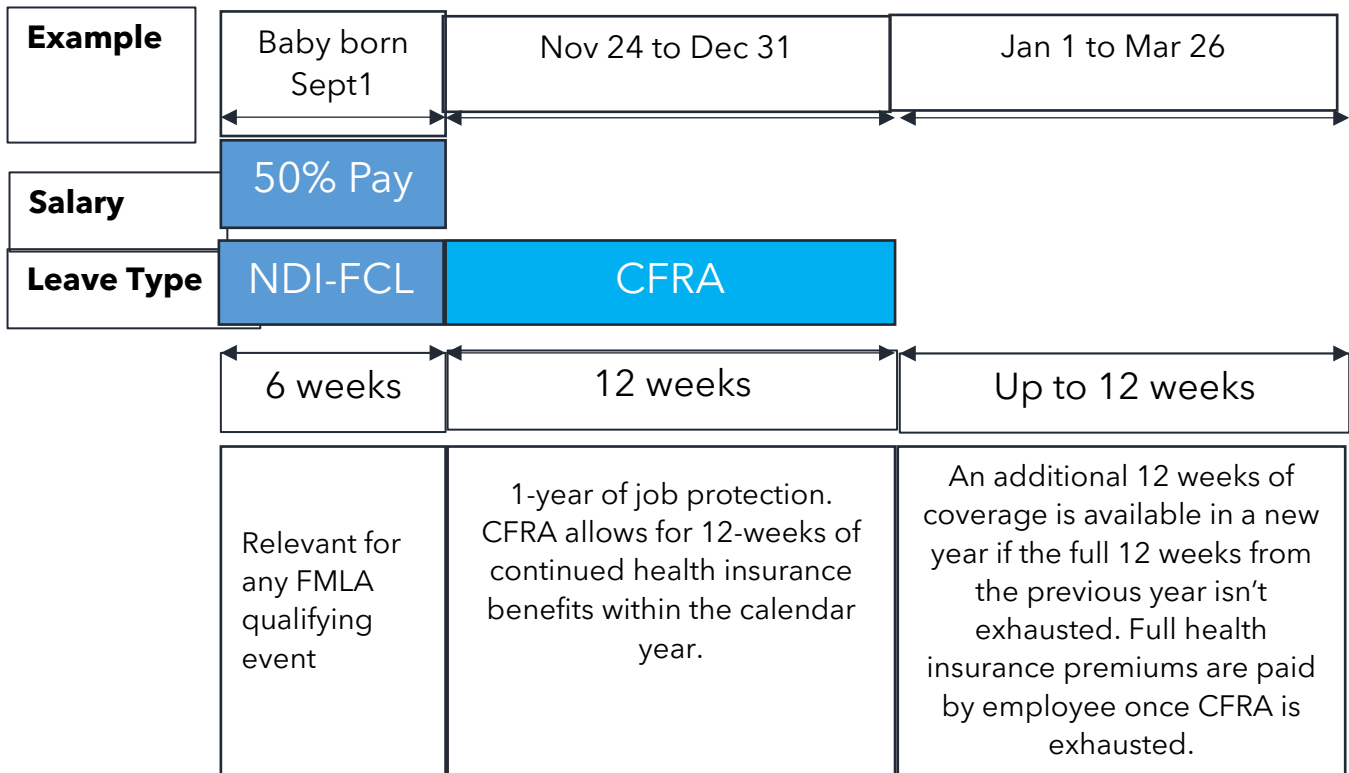 Example
Baby born
Sept1
Nov 24 to Dec 31
Jan 1 to Mar 26
Salary
50% Pay
Leave Type
NDI-FCL
CFRA
6 weeks
12 weeks
Up to 12 weeks
Relevant for
any FMLA
qualifying
event
1-year of job protection.
CFRA allows for 12-weeks of
continued health insurance
benefits within the calendar
year.
An additional 12 weeks of
coverage is available in a new
year if the full 12 weeks from
the previous year isn’t
exhausted. Full health
insurance premiums are paid
by employee once CFRA is
exhausted.